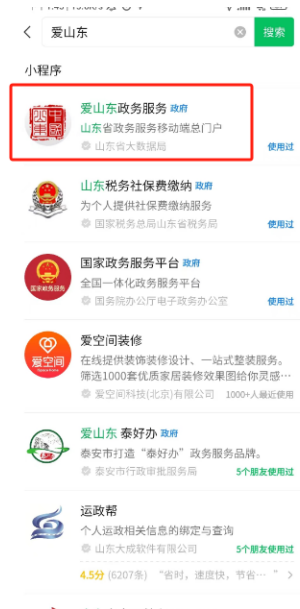 爱山东
搜索
小程序
爱山东政务服务 政府
山东省政务服务移动端总门户
山东省大数据局
使用过
山东税务社保费缴纳 政府
为个人提供社保费缴纳服务
国家税务总局山东省税务局
使用过
国家政务服务平台 政府
全国一体化政务服务平台
国务院办公厅电子政务办公室
使用过
爱空间装修
在线提供装饰装修设计、一站式整装服务。
筛选1000套优质家居装修效果图给你灵感…
爱空间科技(北京)有限公司
1000+人最近使用
爱空间
爱山东 泰好办 政府
泰安市打造“泰好办”政务服务品牌。
泰安市行政审批服务局
5个朋友使用过
运政帮
个人运政相关信息的绑定与查询
山东大成软件有限公司
5个朋友使用过
4.5分 (6207条) “省时，速度快，节省… ” >